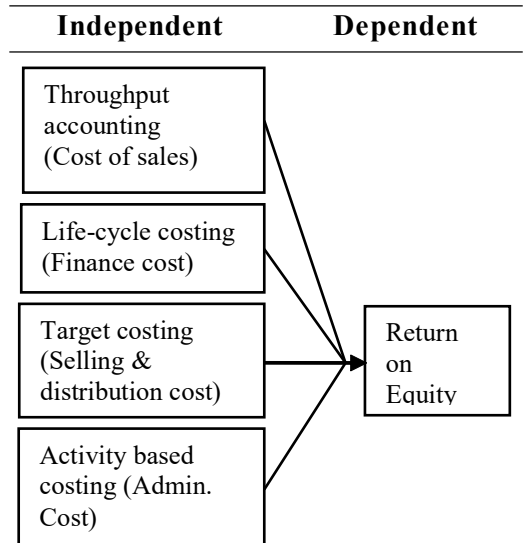 Independent Dependent
Throughput
accounting
(Cost of sales)
Life-cycle costing
(Finance cost)
Target costing
(Selling &
distribution cost)
Activity based
costing (Admin.
Cost)
Return
on
Equity